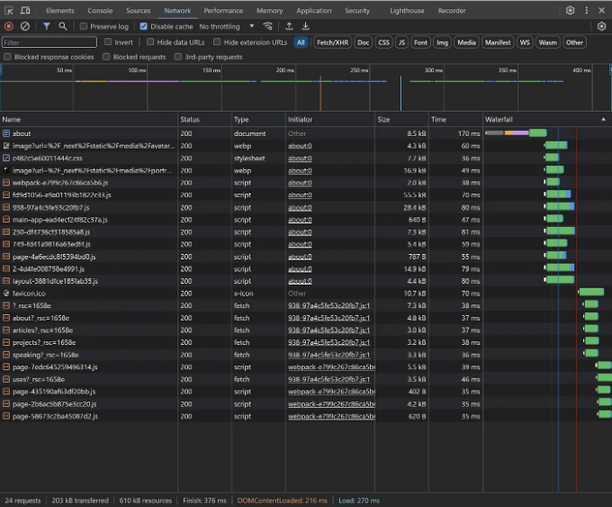 Elements Console Sources Network Performance Memory Application Security Lighthouse Recorder
Preserve log Disable cache No throttling
Filter Invert Hide data URLs Hide extension URLs All Fetch/XHR Doc CSS JS Font Img Media Manifest WS Wasm Other
Blocked response cookies Blocked requests 3rd-party requests
50 ms 100 ms 150 ms 200 ms 250 ms 300 ms 350 ms 400 ms
Name Status Type Initiator Size Time Waterfall
about 200 document Other 8.5 kB 170 ms
image?url=%2F_next%2Fstatic%2Fmedia%2Favatar... 200 webp about:0 4.3 kB 60 ms
c482c5e60011444c.css 200 stylesheet about:0 7.7 kB 36 ms
image?url=%2F_next%2Fstatic%2Fmedia%2Fportr... 200 webp about:0 16.9 kB 49 ms
webpack-e799c267c86ca5b6.js 200 script about:0 2.0 kB 38 ms
fd9d1056-e9a01193b1827c33.js 200 script about:0 55.5 kB 70 ms
938-97a4c5fe53c20fb7.js 200 script about:0 28.4 kB 80 ms
main-app-ead4ecf24f82c37a.js 200 script about:0 640 B 47 ms
250-df4736cf318585a8.js 200 script about:0 7.3 kB 81 ms
749-fd41a9816a63edf4.js 200 script about:0 5.4 kB 59 ms
page-4a6ecdc8f5394bd0.js 200 script about:0 787 B 55 ms
2-4d4fe008758e4991.js 200 script about:0 14.9 kB 79 ms
layout-3881d1ce185fab35.js 200 script about:0 4.4 kB 80 ms
favicon.ico 200 x-icon Other 10.7 kB 70 ms
?_rsc=1658e 200 fetch 938-97a4c5fe53c20fb7.js:1 7.3 kB 38 ms
about?_rsc=1658e 200 fetch 938-97a4c5fe53c20fb7.js:1 4.8 kB 37 ms
articles?_rsc=1658e 200 fetch 938-97a4c5fe53c20fb7.js:1 3.0 kB 37 ms
projects?_rsc=1658e 200 fetch 938-97a4c5fe53c20fb7.js:1 3.2 kB 38 ms
speaking?_rsc=1658e 200 fetch 938-97a4c5fe53c20fb7.js:1 3.3 kB 36 ms
page-7edc645259496314.js 200 script webpack-e799c267c86ca5b6 5.5 kB 39 ms
uses?_rsc=1658e 200 fetch 938-97a4c5fe53c20fb7.js:1 3.5 kB 46 ms
page-435190af63df20bb.js 200 script webpack-e799c267c86ca5b6 402 B 35 ms
page-2b6ac5b875e3cc20.js 200 script webpack-e799c267c86ca5b6 4.2 kB 35 ms
page-58673c2ba45087d2.js 200 script webpack-e799c267c86ca5b6 620 B 35 ms
24 requests 203 kB transferred 610 kB resources Finish: 376 ms DOMContentLoaded: 216 ms Load: 270 ms